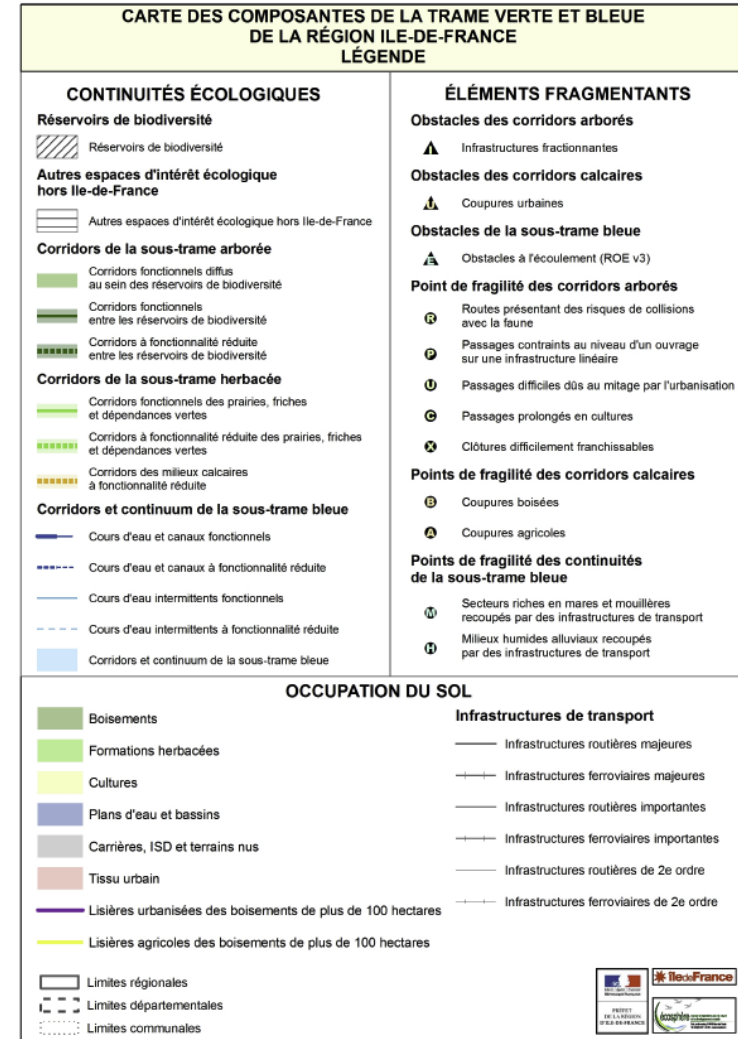 CARTE DES COMPOSANTES DE LA TRAME VERTE ET BLEUE
DE LA RÉGION ILE-DE-FRANCE
LÉGENDE
CONTINUITÉS ÉCOLOGIQUES
Réservoirs de biodiversité
Réservoirs de biodiversité
Autres espaces d'intérêt écologique
hors Ile-de-France
Autres espaces d'intérêt écologique hors Ile-de-France
Corridors de la sous-trame arborée
Corridors fonctionnels diffus
au sein des réservoirs de biodiversité
Corridors fonctionnels
entre les réservoirs de biodiversité
Corridors à fonctionnalité réduite
entre les réservoirs de biodiversité
Corridors de la sous-trame herbacée
Corridors fonctionnels des prairies, friches
et dépendances vertes
Corridors à fonctionnalité réduite des prairies, friches
et dépendances vertes
Corridors des milieux calcaires
à fonctionnalité réduite
Corridors et continuum de la sous-trame bleue
Cours d'eau et canaux fonctionnels
Cours d'eau et canaux à fonctionnalité réduite
Cours d'eau intermittents fonctionnels
Cours d'eau intermittents à fonctionnalité réduite
Corridors et continuum de la sous-trame bleue
ÉLÉMENTS FRAGMENTANTS
Obstacles des corridors arborés
Infrastructures fractionnantes
Obstacles des corridors calcaires
Coupures urbaines
Obstacles de la sous-trame bleue
Obstacles à l'écoulement (ROE v3)
Point de fragilité des corridors arborés
R Routes présentant des risques de collisions
avec la faune
P Passages contraints au niveau d'un ouvrage
sur une infrastructure linéaire
U Passages difficiles dûs au mitage par l'urbanisation
C Passages prolongés en cultures
X Clôtures difficilement franchissables
Points de fragilité des corridors calcaires
B Coupures boisées
A Coupures agricoles
Points de fragilité des continuités
de la sous-trame bleue
M Secteurs riches en mares et mouillères
recoupés par des infrastructures de transport
H Milieux humides alluviaux recoupés
par des infrastructures de transport
OCCUPATION DU SOL
Boisements
Formations herbacées
Cultures
Plans d'eau et bassins
Carrières, ISD et terrains nus
Tissu urbain
Lisières urbanisées des boisements de plus de 100 hectares
Lisières agricoles des boisements de plus de 100 hectares
Limites régionales
Limites départementales
Limites communales
Infrastructures de transport
Infrastructures routières majeures
Infrastructures ferroviaires majeures
Infrastructures routières importantes
Infrastructures ferroviaires importantes
Infrastructures routières de 2e ordre
Infrastructures ferroviaires de 2e ordre
PRÉFET
DE LA RÉGION
D'ILE-DE-FRANCE
îledeFrance
écosphère